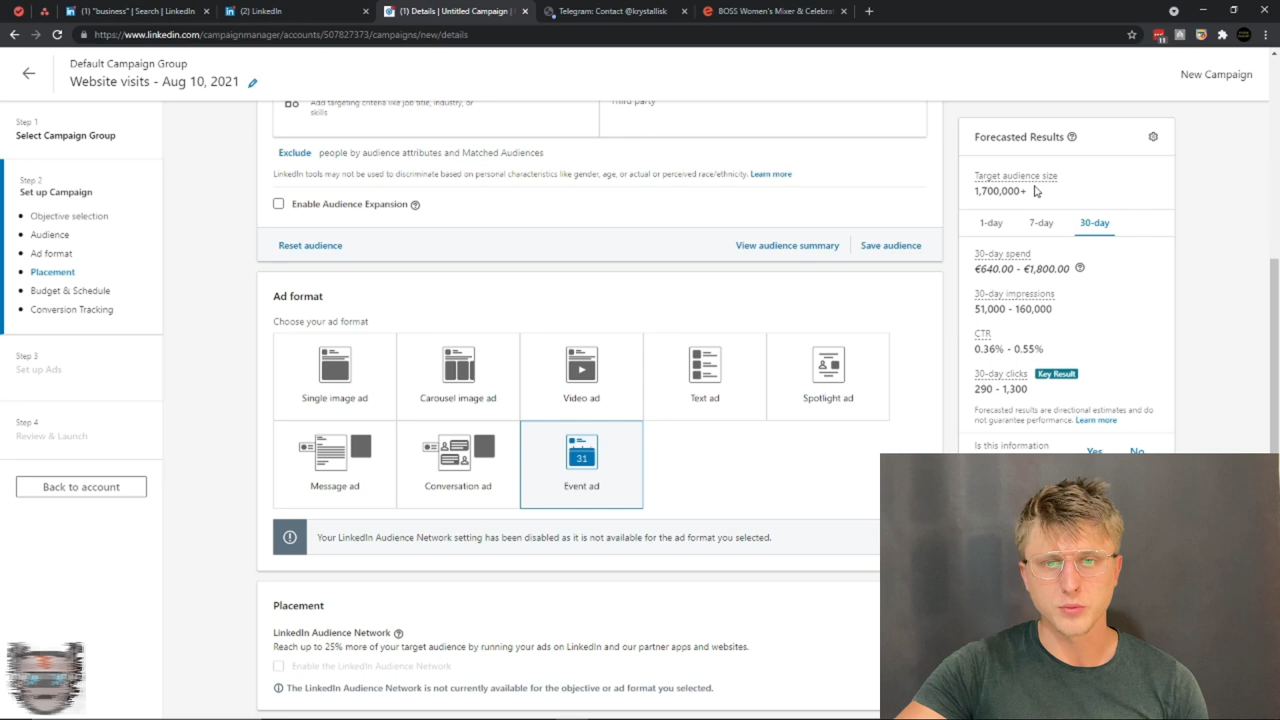 "business" | Search | LinkedIn
LinkedIn
(1) Details | Untitled Campaign |
Telegram: Contact @krystallisk
BOSS Women's Mixer & Celebra
https://www.linkedin.com/campaignmanager/accounts/507827373/campaigns/new/details
11
Default Campaign Group
Website visits - Aug 10, 2021
New Campaign
Step 1
Select Campaign Group
Step 2
Set up Campaign
Objective selection
Audience
Ad format
Placement
Budget & Schedule
Conversion Tracking
Step 3
Set up Ads
Step 4
Review & Launch
Back to account
Add targeting criteria like job title, industry, or
skills
Third party
Exclude people by audience attributes and Matched Audiences
LinkedIn tools may not be used to discriminate based on personal characteristics like gender, age, or actual or perceived race/ethnicity. Learn more
Enable Audience Expansion
Reset audience
View audience summary
Save audience
Ad format
Choose your ad format
Single image ad
Carousel image ad
Video ad
Text ad
Spotlight ad
Message ad
Conversation ad
31
Event ad
Your LinkedIn Audience Network setting has been disabled as it is not available for the ad format you selected.
Placement
LinkedIn Audience Network
Reach up to 25% more of your target audience by running your ads on LinkedIn and our partner apps and websites.
Enable the LinkedIn Audience Network
The LinkedIn Audience Network is not currently available for the objective or ad format you selected.
Forecasted Results
Target audience size
1,700,000+
1-day
7-day
30-day
30-day spend
€640.00 - €1,800.00
30-day impressions
51,000 - 160,000
CTR
0.36% - 0.55%
30-day clicks Key Result
290 - 1,300
Forecasted results are directional estimates and do
not guarantee performance. Learn more
Is this information
Yes
No